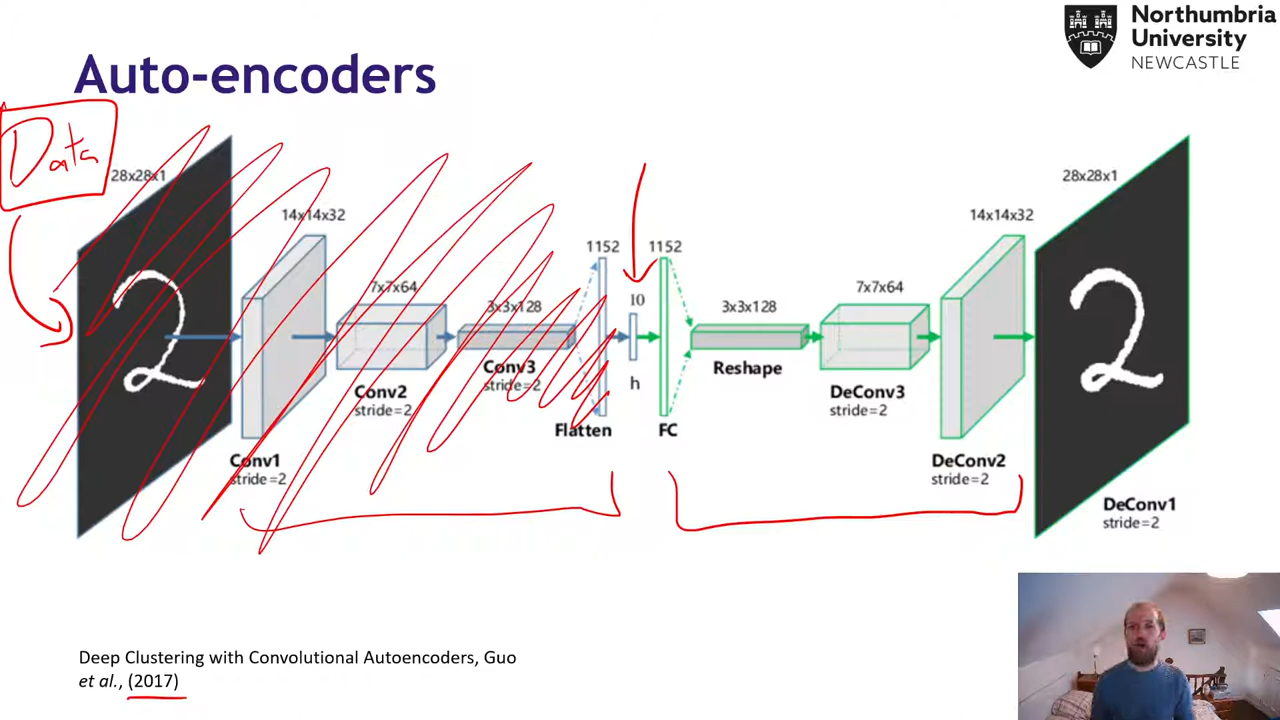 Northumbria
University
NEWCASTLE
Auto-encoders
Data
28x28x1
14x14x32
7x7x64
3x3x128
1152
10
1152
3x3x128
7x7x64
14x14x32
28x28x1
2
2
Conv1
stride=2
Conv2
stride=2
Conv3
stride=2
Flatten
h
FC
Reshape
DeConv3
stride=2
DeConv2
stride=2
DeConv1
stride=2
Deep Clustering with Convolutional Autoencoders, Guo
et al., (2017)